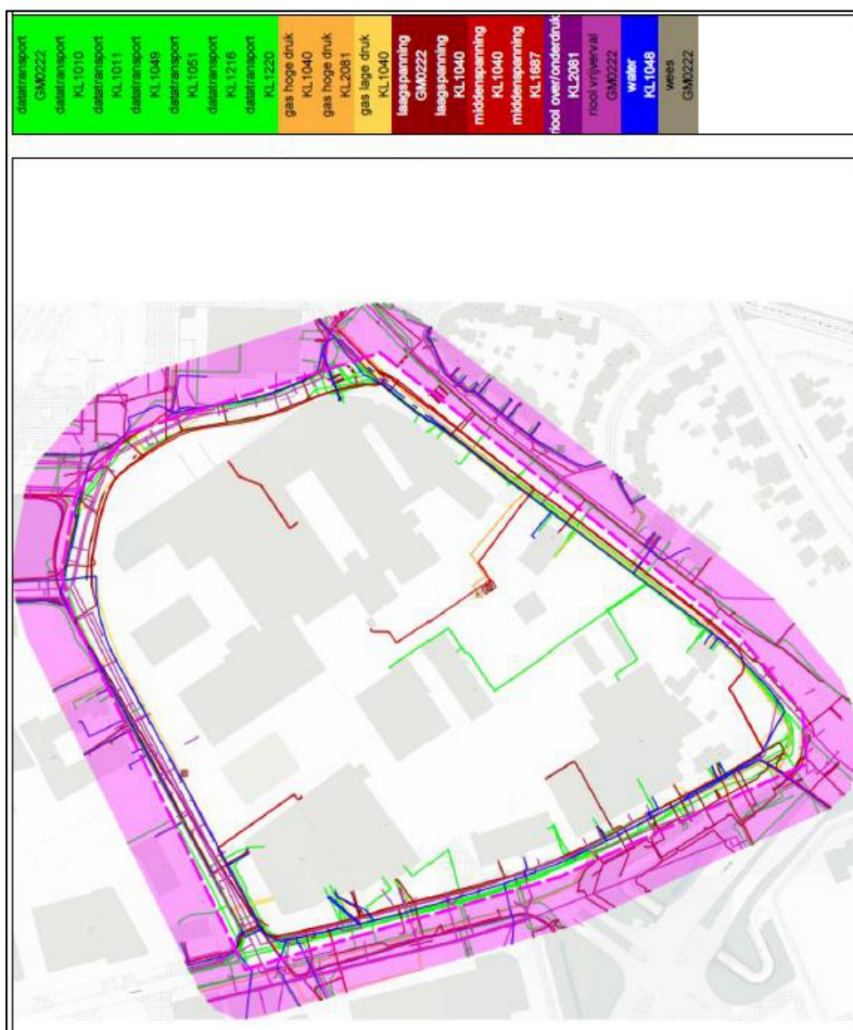 datatransport
GM0222
datatransport
KL1010
datatransport
KL1011
datatransport
KL1049
datatransport
KL1051
datatransport
KL1216
datatransport
KL1220
gas hoge druk
KL1040
gas hoge druk
KL2081
gas lage druk
KL1040
laagspanning
GM0222
laagspanning
KL1040
middenspanning
KL1040
middenspanning
KL1687
riool over/onderdruk
KL2081
riool vrijverval
GM0222
water
KL1048
wees
GM0222